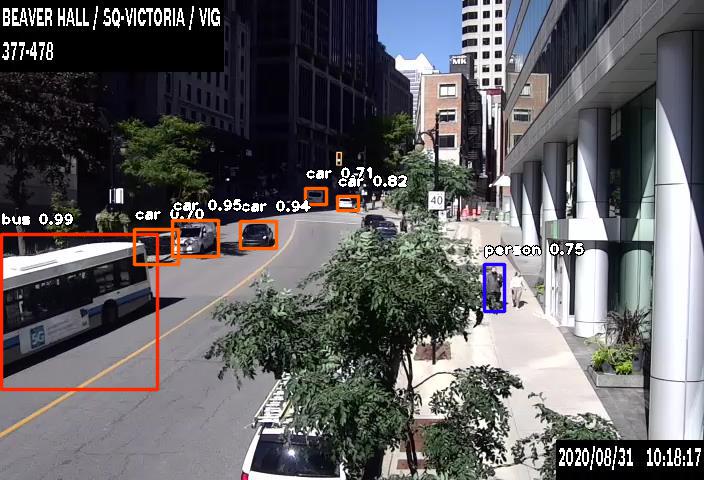 BEAVER HALL / SQ-VICTORIA / VIG
377-478
MK
car 0.71
car 0.82
40
car 0.95
car 0.94
car 0.70
bus 0.99
person 0.75
2020/08/31 10:18:17